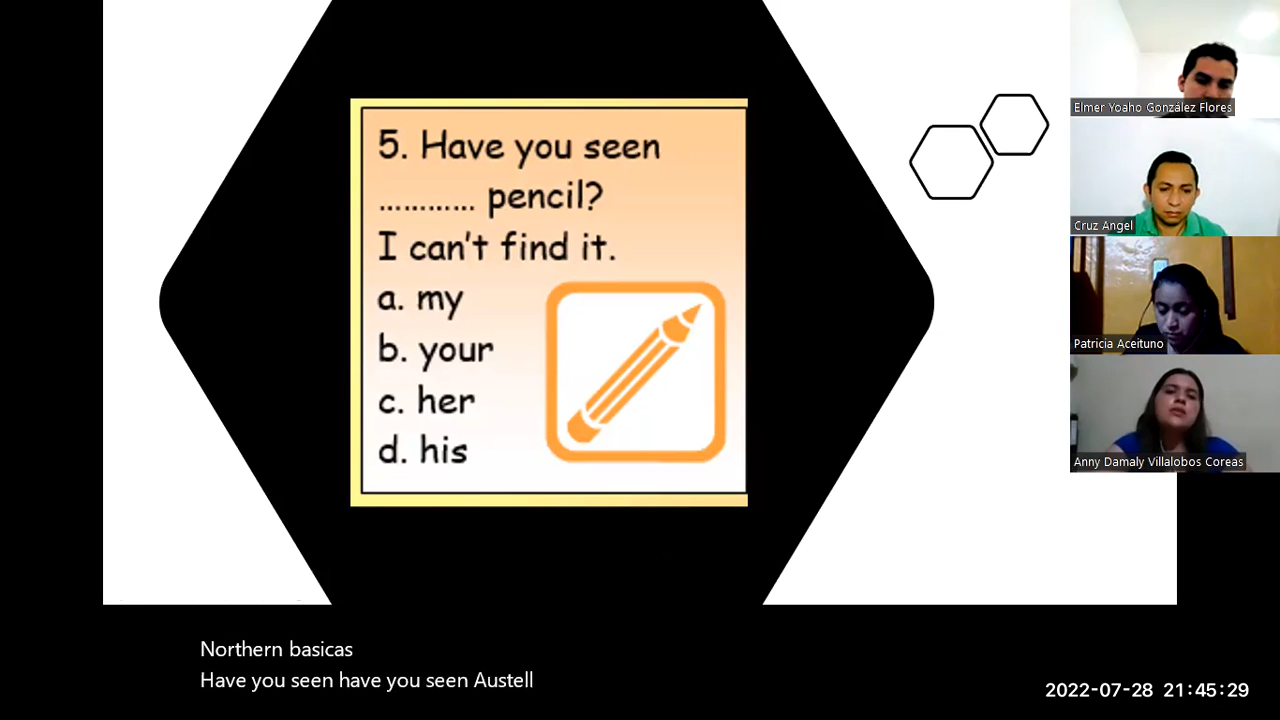 5. Have you seen
………… pencil?
I can't find it.
a. my
b. your
c. her
d. his
Elmer Yoaho González Flores
Cruz Angel
Patricia Aceituno
Anny Damaly Villalobos Coreas
Northern basicas
Have you seen have you seen Austell
2022-07-28 21:45:29